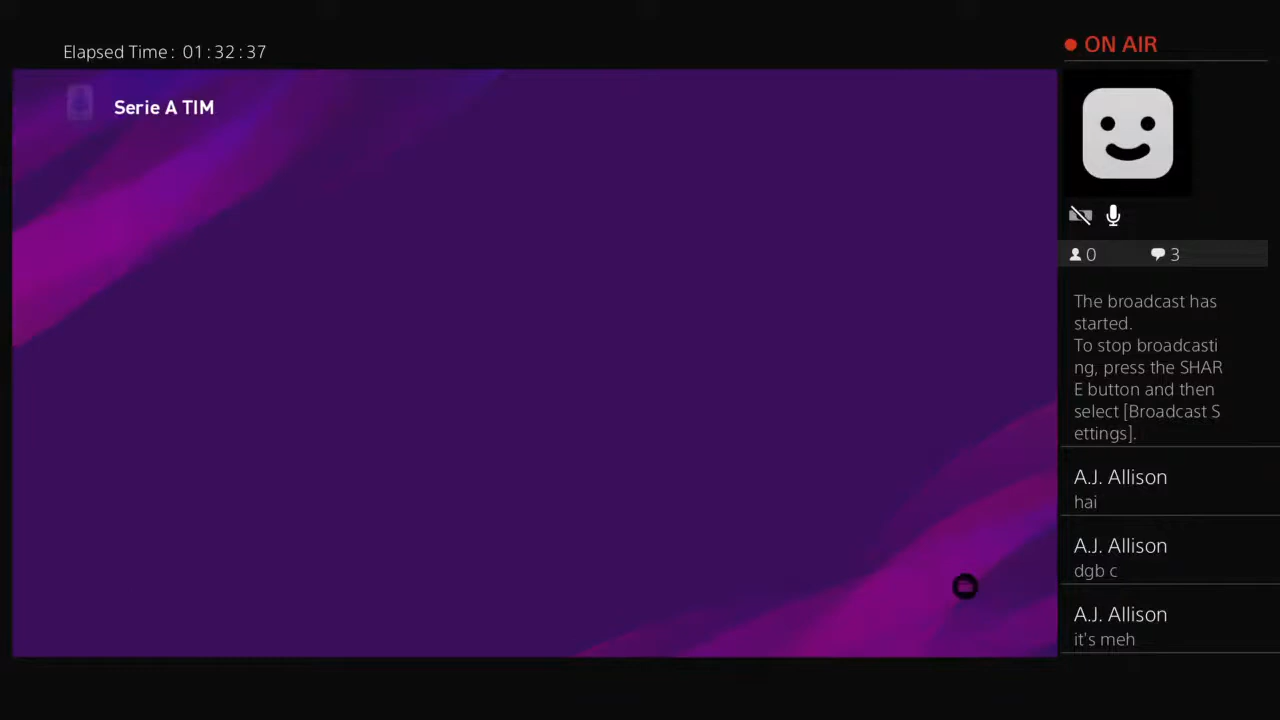 Elapsed Time: 01:32:37
ON AIR
Serie A TIM
0 3
The broadcast has
started.
To stop broadcasti
ng, press the SHAR
E button and then
select [Broadcast S
ettings].
A.J. Allison
hai
A.J. Allison
dgb c
A.J. Allison
it's meh